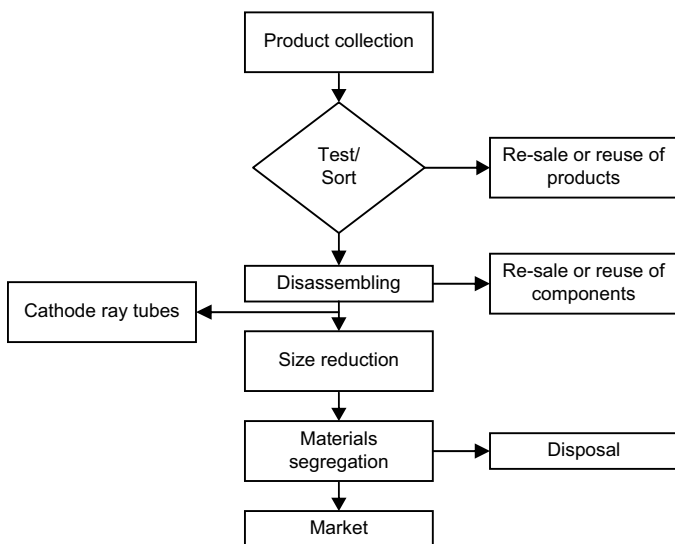 Product collection
Test/
Sort
Re-sale or reuse of
products
Disassembling
Re-sale or reuse of
components
Cathode ray tubes
Size reduction
Materials
segregation
Disposal
Market